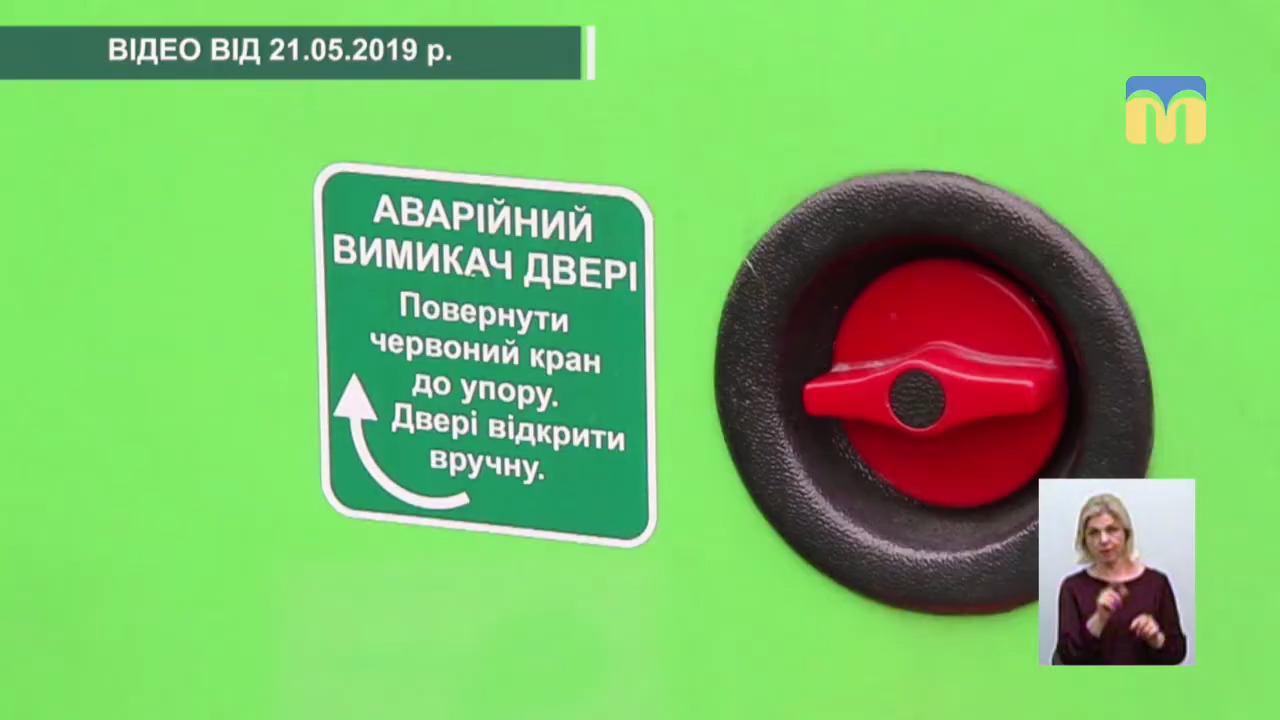 ВІДЕО ВІД 21.05.2019 р.
АВАРІЙНИЙ
ВИМИКАЧ ДВЕРІ
Повернути
червоний кран
до упору.
Двері відкрити
вручну.